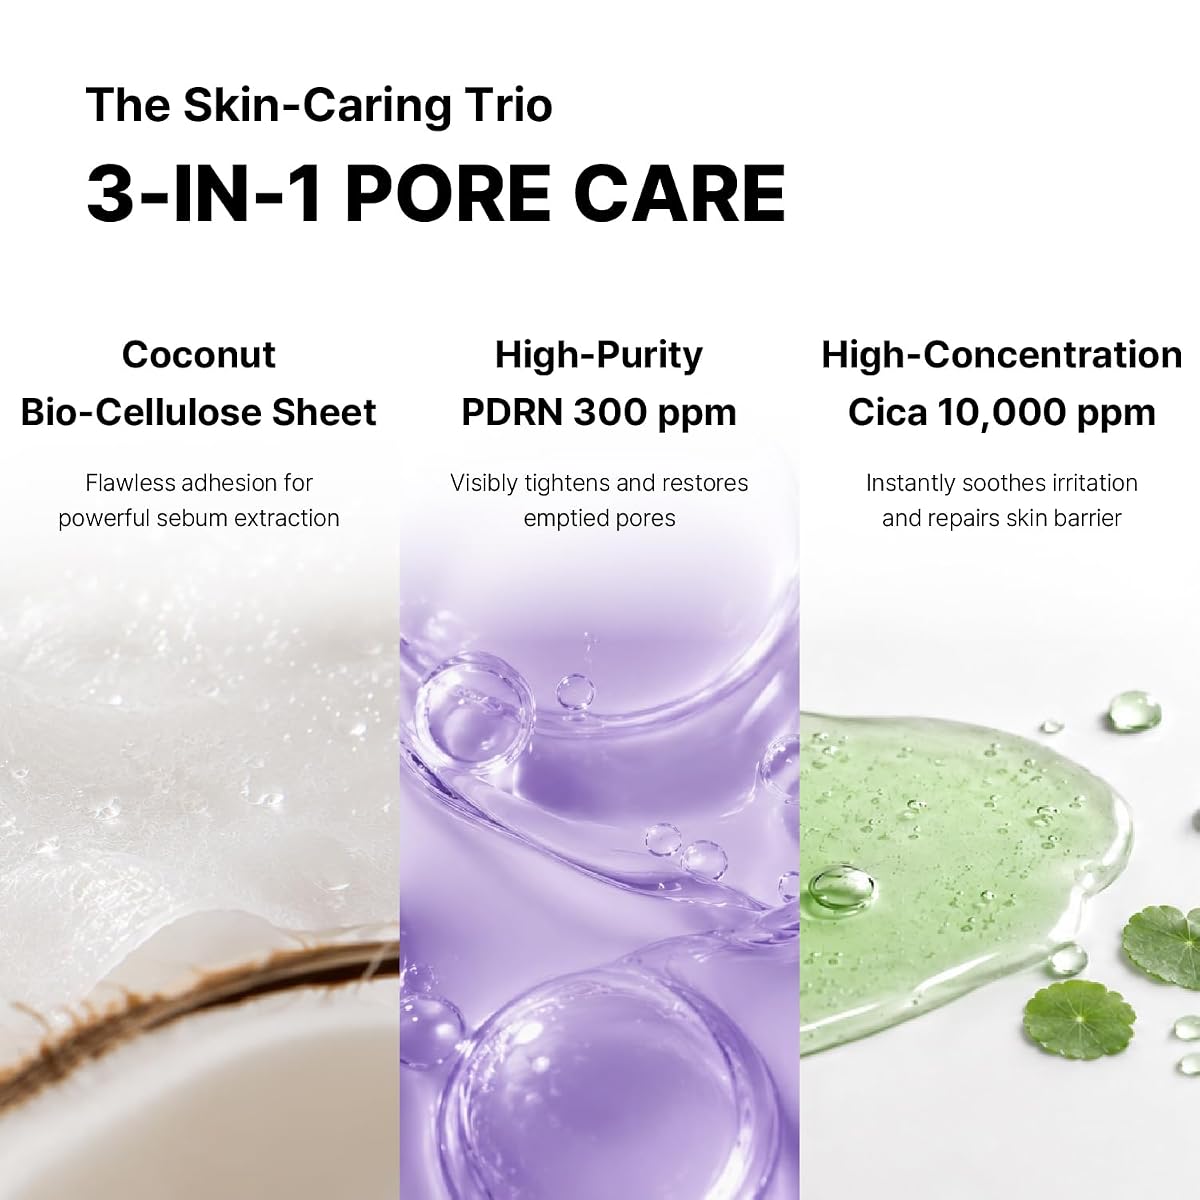 The Skin-Caring Trio
3-IN-1 PORE CARE
Coconut
Bio-Cellulose Sheet
Flawless adhesion for
powerful sebum extraction
High-Purity
PDRN 300 ppm
Visibly tightens and restores
emptied pores
High-Concentration
Cica 10,000 ppm
Instantly soothes irritation
and repairs skin barrier